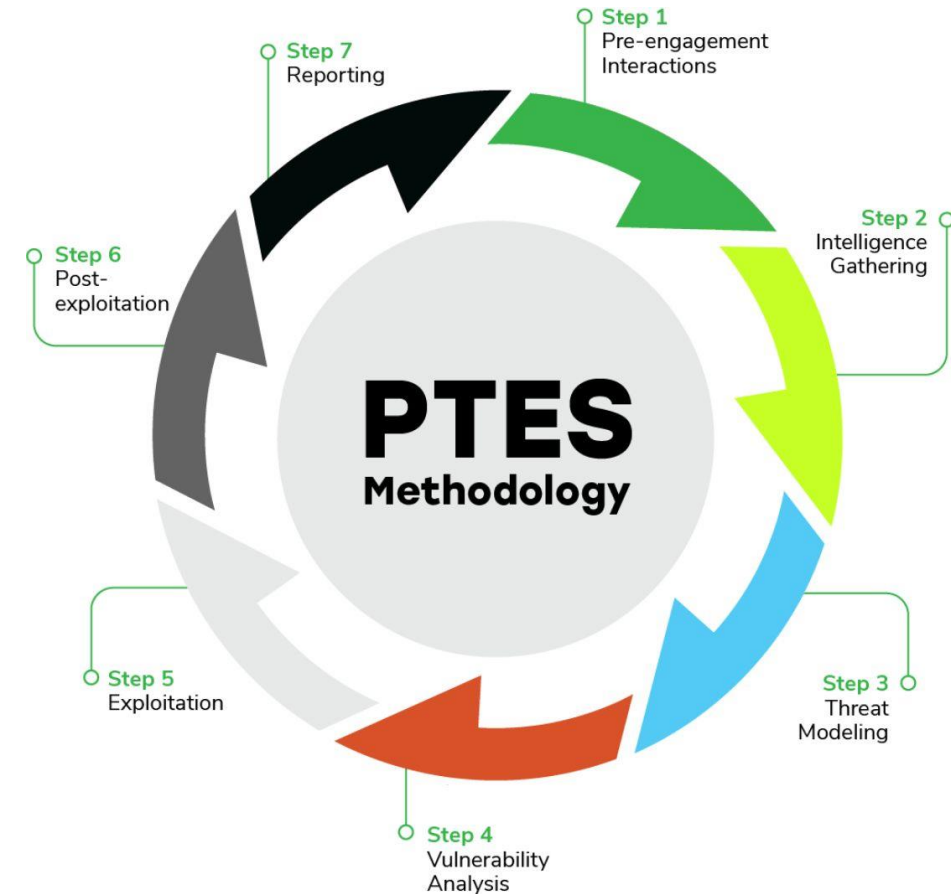 Step 1
Pre-engagement
Interactions
Step 2
Intelligence
Gathering
Step 3
Threat
Modeling
Step 4
Vulnerability
Analysis
Step 5
Exploitation
Step 6
Post-
exploitation
Step 7
Reporting
PTES
Methodology